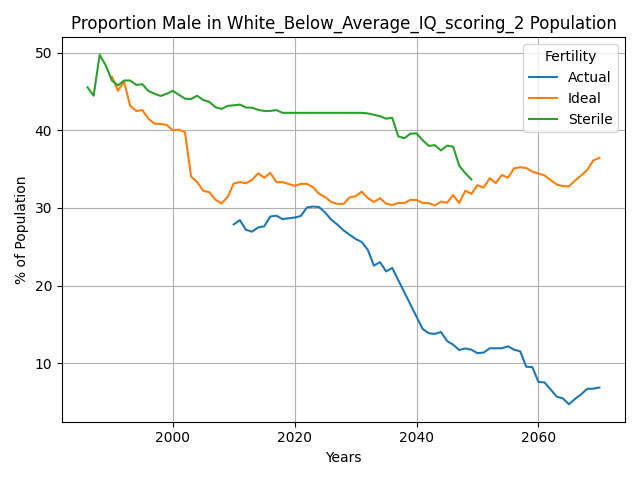 Proportion Male in White_Below_Average_IQ_scoring_2 Population
Fertility
Actual
Ideal
Sterile
% of Population
50
40
30
20
10
2000
2020
2040
2060
Years